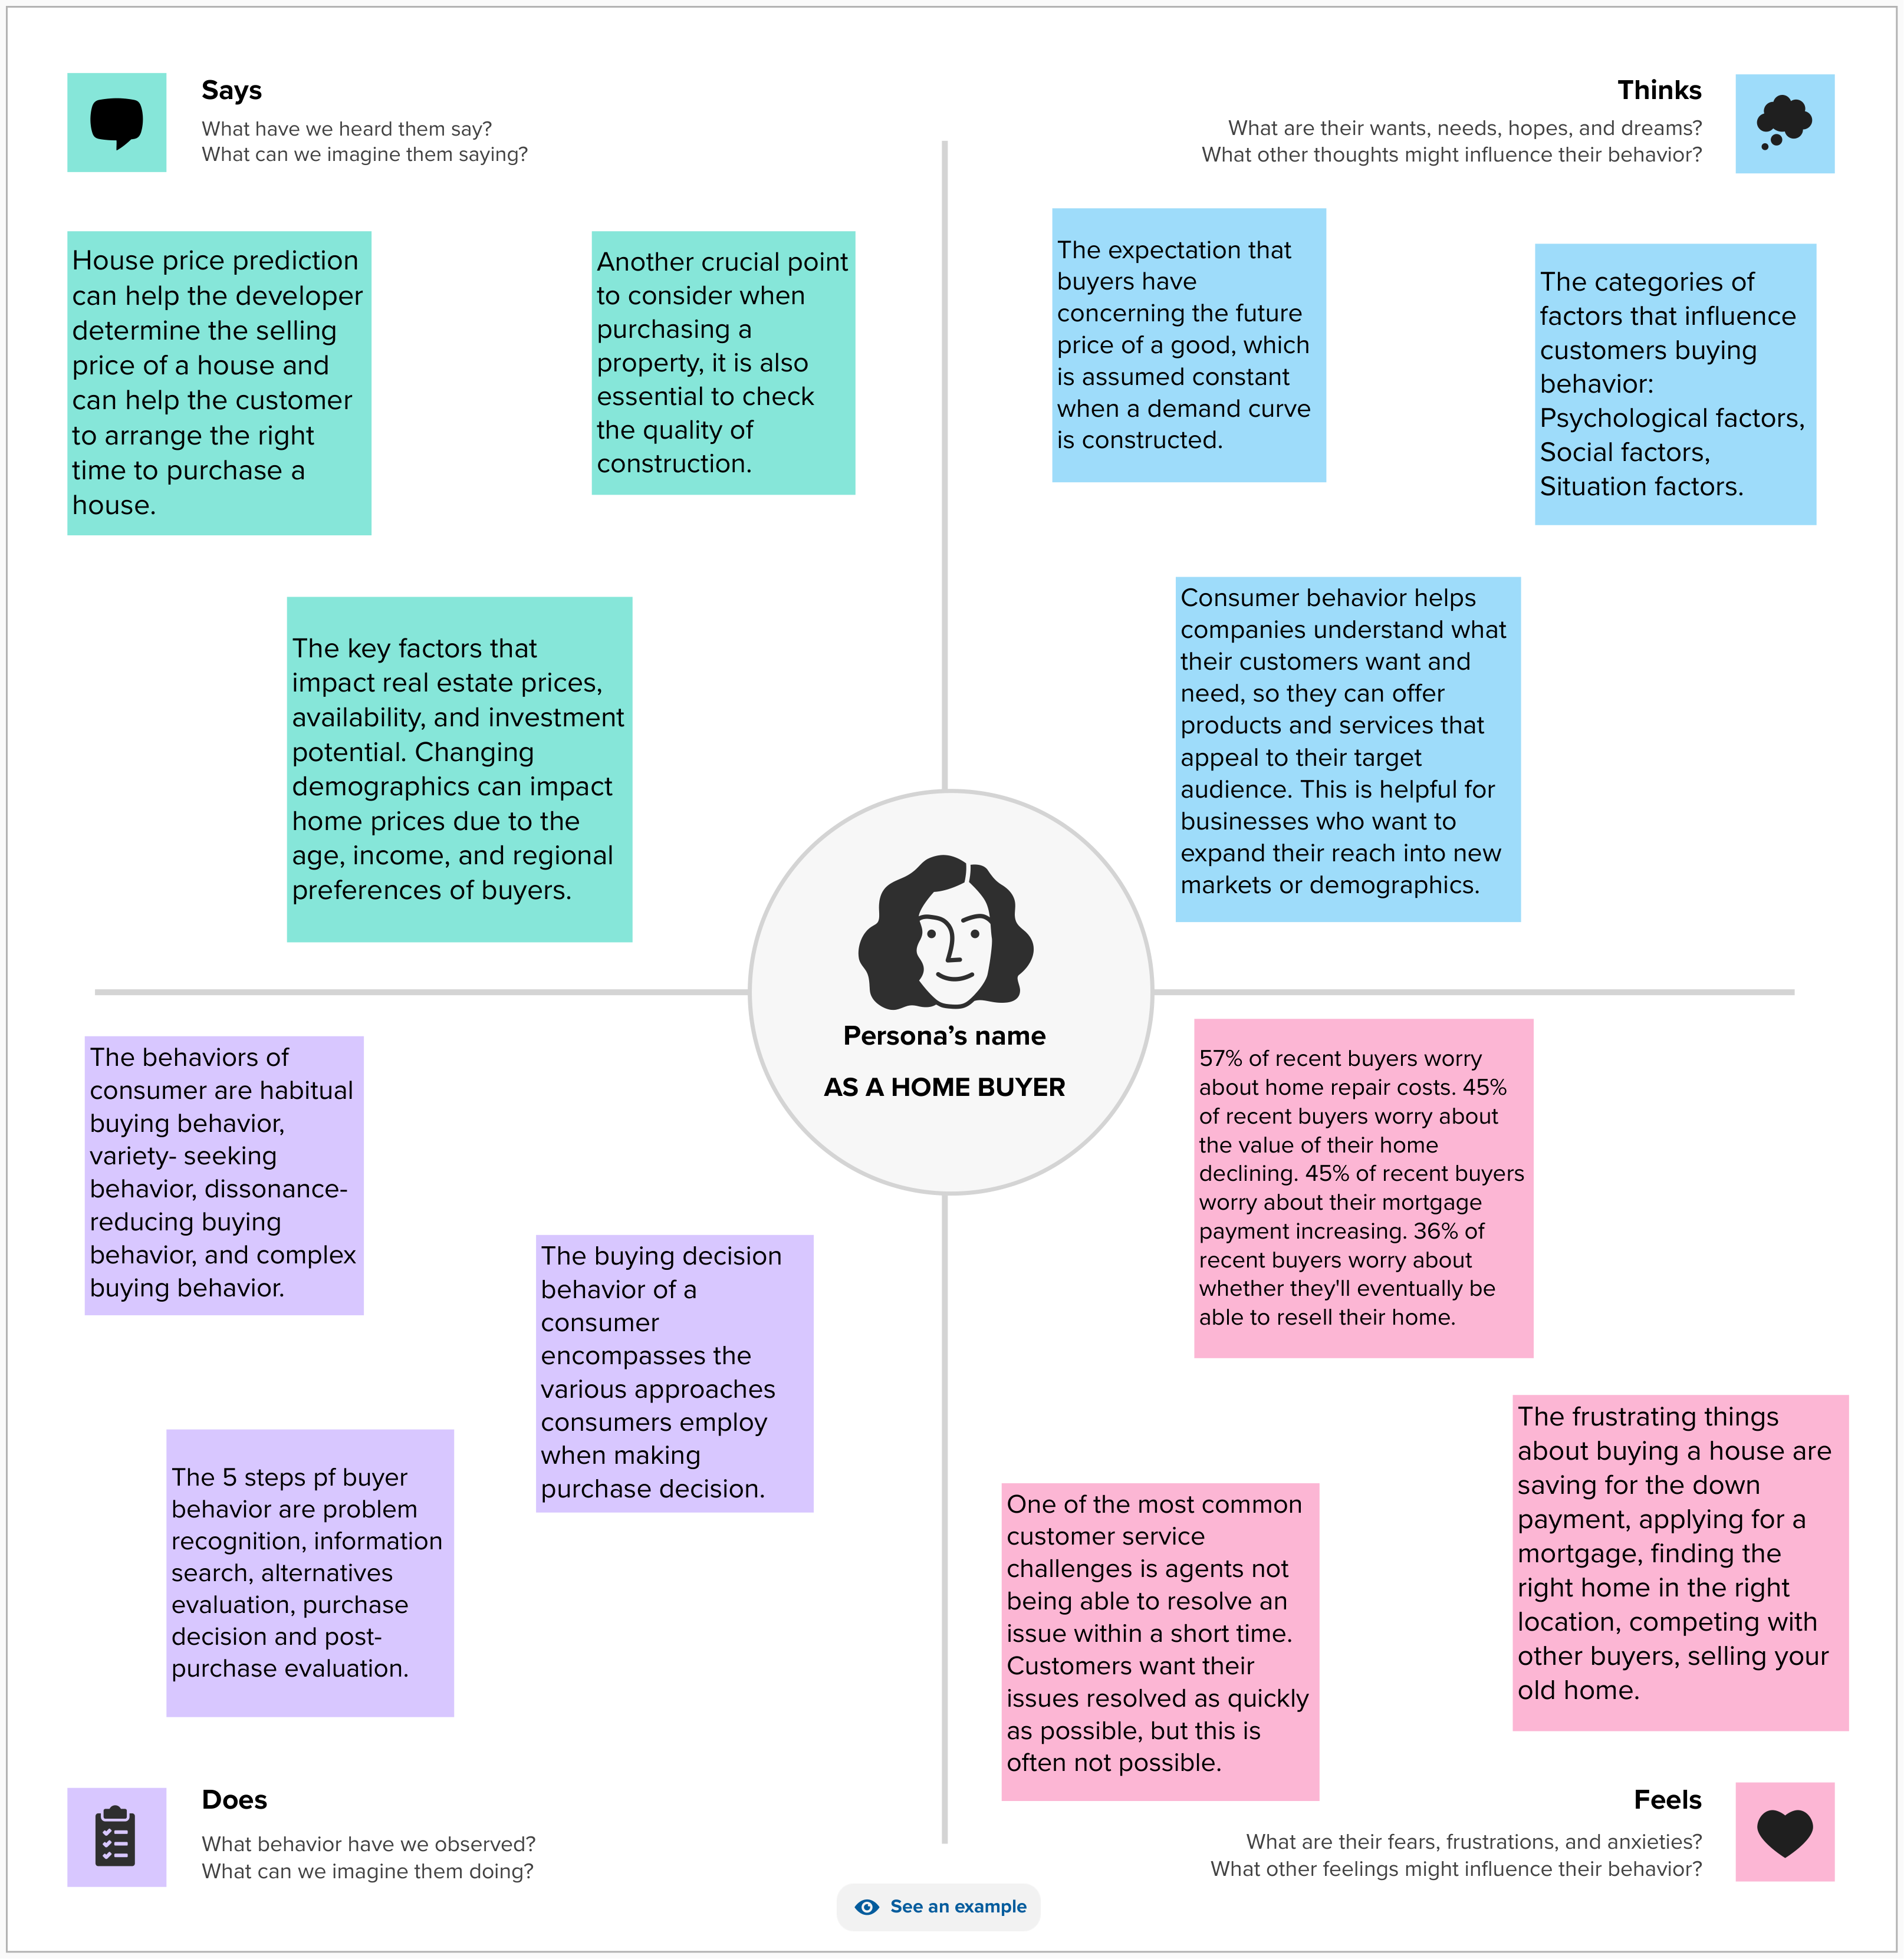 Says
What have we heard them say?
What can we imagine them saying?
Thinks
What are their wants, needs, hopes, and dreams?
What other thoughts might influence their behavior?
House price prediction
can help the developer
determine the selling
price of a house and
can help the customer
to arrange the right
time to purchase a
house.
Another crucial point
to consider when
purchasing a
property, it is also
essential to check
the quality of
construction.
The key factors that
impact real estate prices,
availability, and investment
potential. Changing
demographics can impact
home prices due to the
age, income, and regional
preferences of buyers.
The expectation that
buyers have
concerning the future
price of a good, which
is assumed constant
when a demand curve
is constructed.
The categories of
factors that influence
customers buying
behavior:
Psychological factors,
Social factors,
Situation factors.
Consumer behavior helps
companies understand what
their customers want and
need, so they can offer
products and services that
appeal to their target
audience. This is helpful for
businesses who want to
expand their reach into new
markets or demographics.
Persona’s name
AS A HOME BUYER
The behaviors of
consumer are habitual
buying behavior,
variety- seeking
behavior, dissonance-
reducing buying
behavior, and complex
buying behavior.
The buying decision
behavior of a
consumer
encompasses the
various approaches
consumers employ
when making
purchase decision.
The 5 steps pf buyer
behavior are problem
recognition, information
search, alternatives
evaluation, purchase
decision and post-
purchase evaluation.
57% of recent buyers worry
about home repair costs. 45%
of recent buyers worry about
the value of their home
declining. 45% of recent buyers
worry about their mortgage
payment increasing. 36% of
recent buyers worry about
whether they'll eventually be
able to resell their home.
The frustrating things
about buying a house are
saving for the down
payment, applying for a
mortgage, finding the
right home in the right
location, competing with
other buyers, selling your
old home.
One of the most common
customer service
challenges is agents not
being able to resolve an
issue within a short time.
Customers want their
issues resolved as quickly
as possible, but this is
often not possible.
Does
What behavior have we observed?
What can we imagine them doing?
Feels
What are their fears, frustrations, and anxieties?
What other feelings might influence their behavior?
See an example